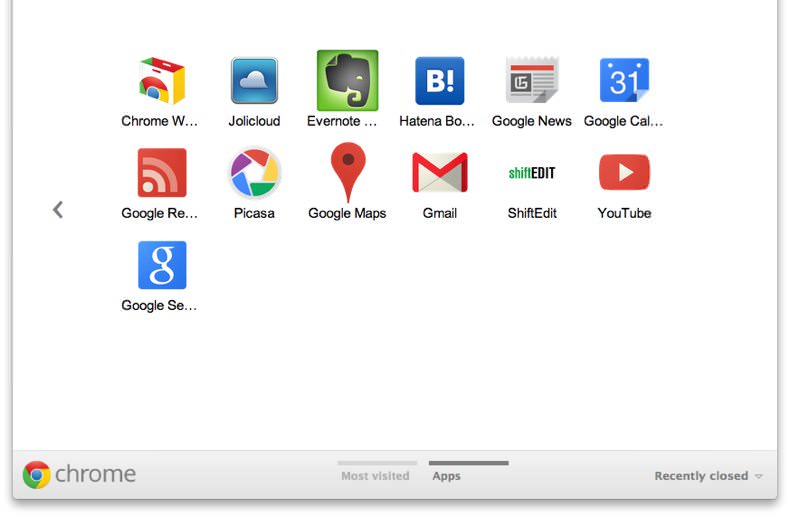 Chrome W...
Jolicloud
Evernote ...
B!
Hatena Bo...
G
Google News
31
Google Cal...
Google Re...
Picasa
Google Maps
Gmail
shiftEDIT
ShiftEdit
YouTube
g
Google Se...
chrome
Most visited
Apps
Recently closed